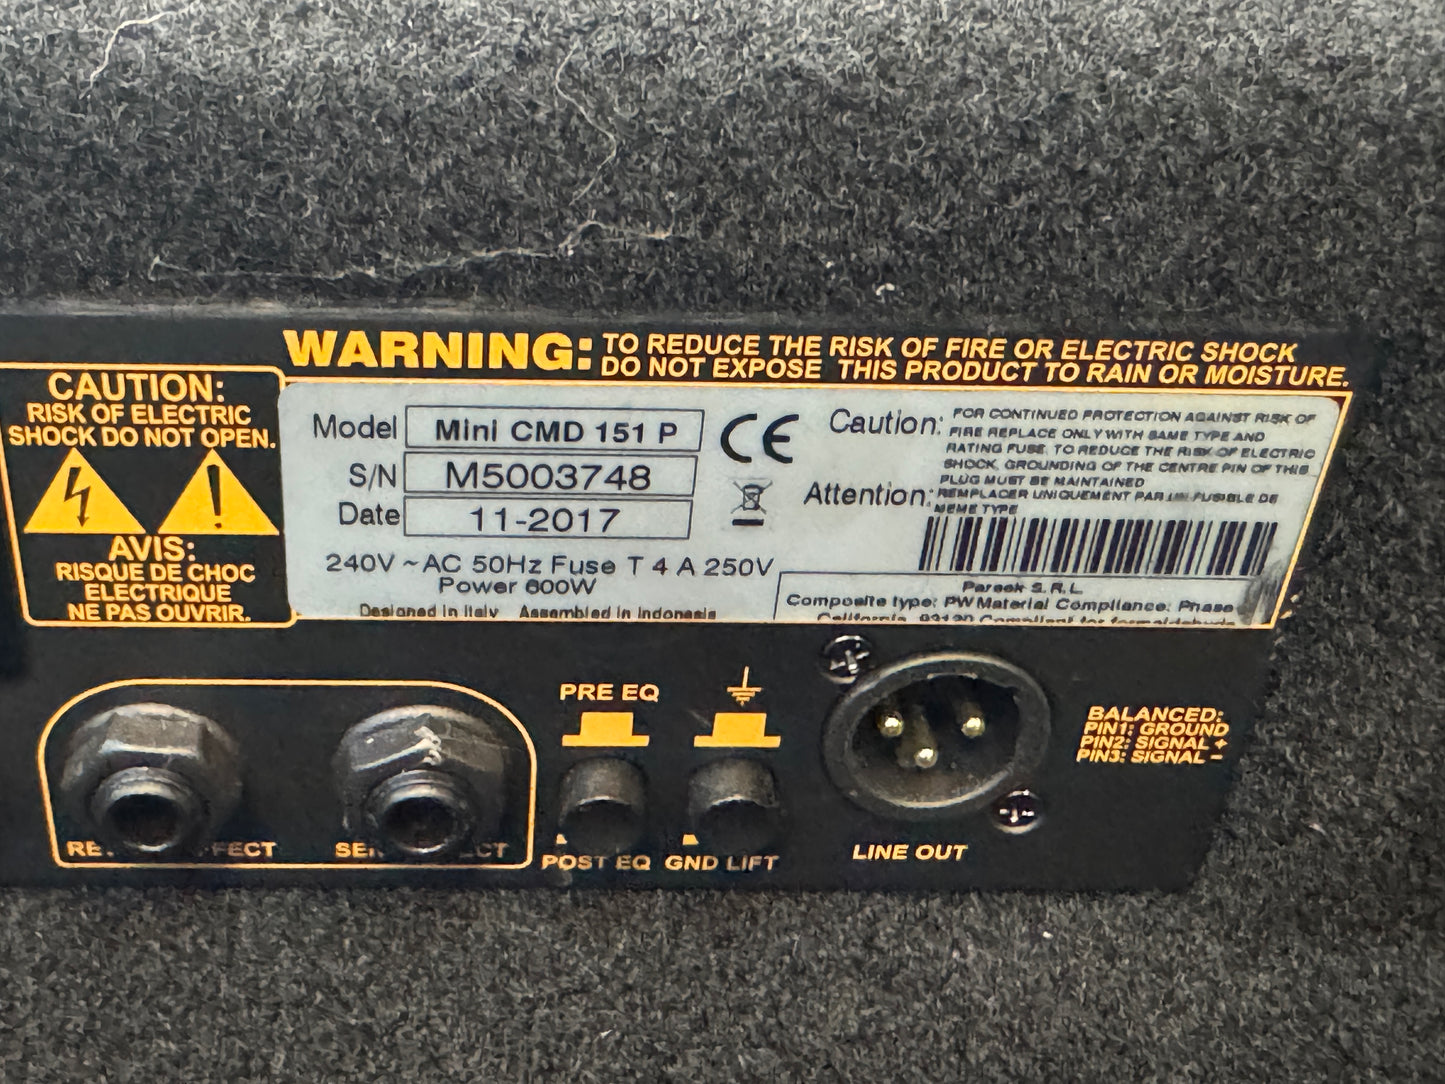 WARNING: TO REDUCE THE RISK OF FIRE OR ELECTRIC SHOCK
DO NOT EXPOSE THIS PRODUCT TO RAIN OR MOISTURE.
CAUTION:
RISK OF ELECTRIC
SHOCK DO NOT OPEN.
AVIS:
RISQUE DE CHOC
ELECTRIQUE
NE PAS OUVRIR.
Model Mini CMD 151 P
S/N M5003748
Date 11-2017
240V ~ AC 50Hz Fuse T 4 A 250V
Power 600W
Designed in Italy Assembled in Indonesia
CE
Caution: FOR CONTINUED PROTECTION AGAINST RISK OF
FIRE REPLACE ONLY WITH SAME TYPE AND
RATING FUSE. TO REDUCE THE RISK OF ELECTRIC
SHOCK, GROUNDING OF THE CENTRE PIN OF THIS
PLUG MUST BE MAINTAINED
Attention: REMPLACER UNIQUEMENT PAR UN FUSIBLE DE
MEME TYPE
Pareek S.R.L
Composite type: PW Material Compliance: Phase
California 93120 Compliant for formaldehyde
EFFECT
PRE EQ
POST EQ
GND LIFT
LINE OUT
BALANCED:
PIN1: GROUND
PIN2: SIGNAL +
PIN3: SIGNAL -